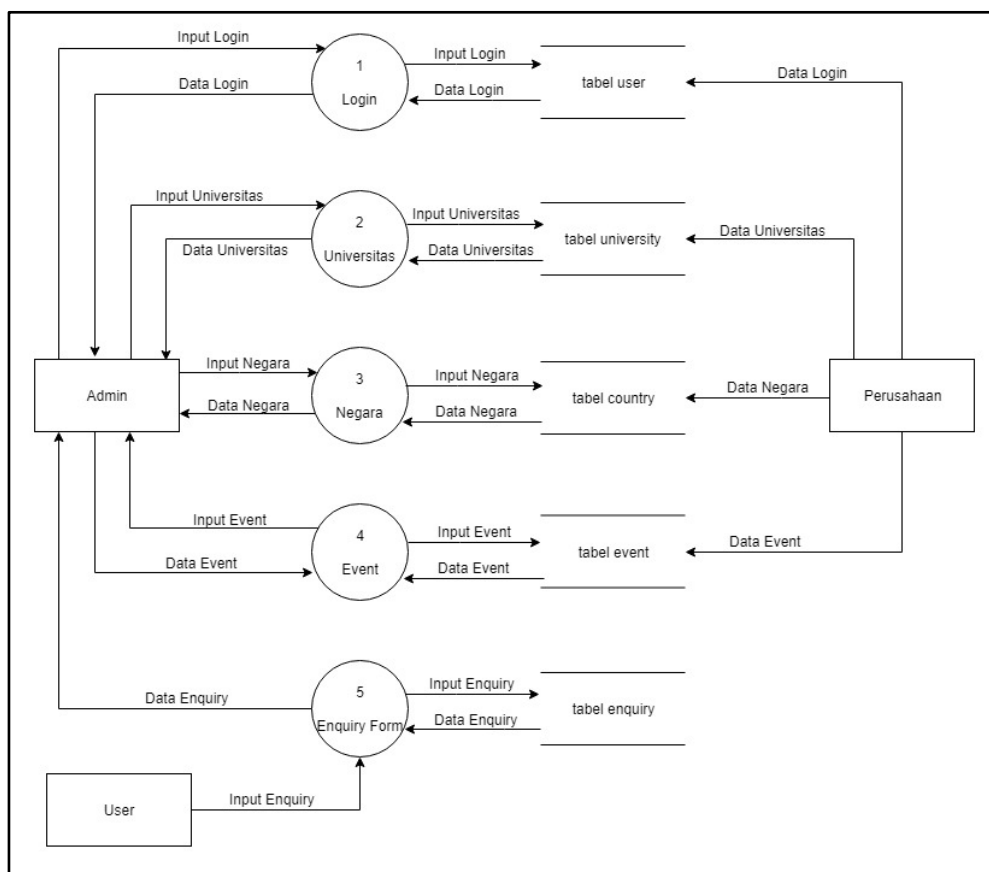 Input Login
1
Login
Data Login
Input Login
Data Login
tabel user
Data Login
Input Universitas
2
Universitas
Data Universitas
Input Universitas
Data Universitas
tabel university
Data Universitas
Admin
Input Negara
Data Negara
3
Negara
Input Negara
Data Negara
tabel country
Data Negara
Perusahaan
Input Event
Data Event
4
Event
Input Event
Data Event
tabel event
Data Event
Data Enquiry
5
Enquiry Form
Input Enquiry
Data Enquiry
tabel enquiry
User
Input Enquiry